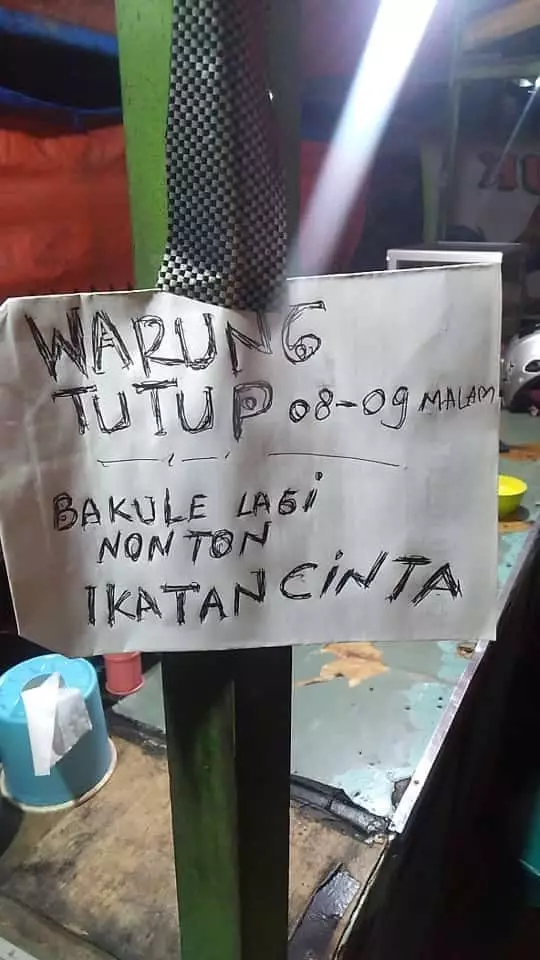 WARUNG
TUTUP 08-09 MALAM
BAKULE LAGI
NONTON
IKATAN CINTA